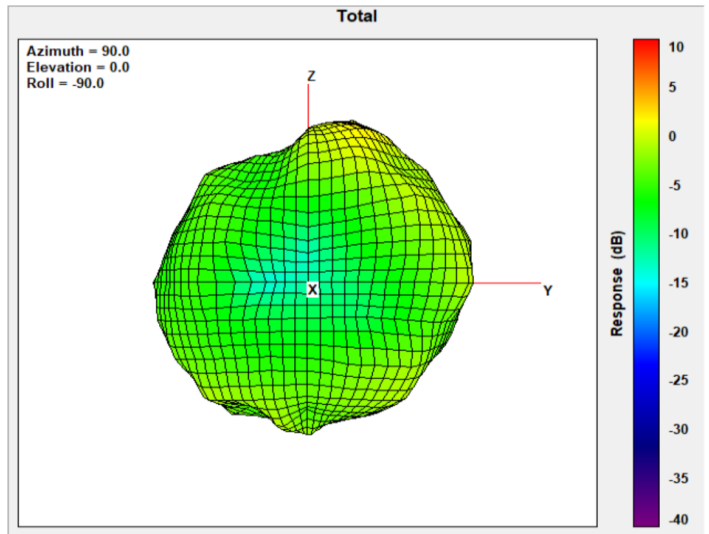 Total
Azimuth = 90.0
Elevation = 0.0
Roll = -90.0
Z
X
Y
10
5
0
-5
-10
-15
-20
-25
-30
-35
-40
Response (dB)